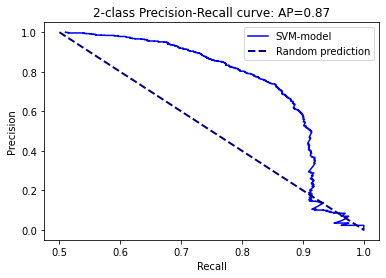 2-class Precision-Recall curve: AP=0.87
SVM-model
Random prediction
Precision
1.0
0.8
0.6
0.4
0.2
0.0
0.5
0.6
0.7
0.8
0.9
1.0
Recall